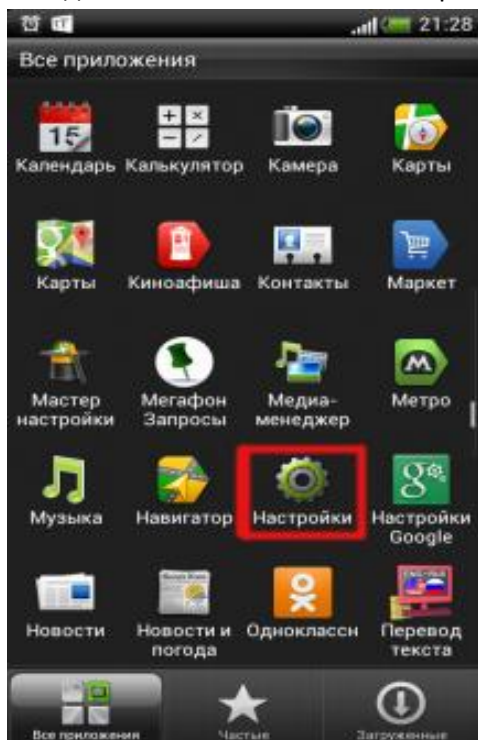 21:28
Все приложения
15
Календарь Калькулятор Камера Карты
Карты Киноафиша Контакты Маркет
Мастер настройки Мегафон Запросы Медиа-менеджер Метро
Музыка Навигатор Настройки Настройки Google
Новости Новости и погода Одноклассн Перевод текста
Все приложения Частые Загруженные